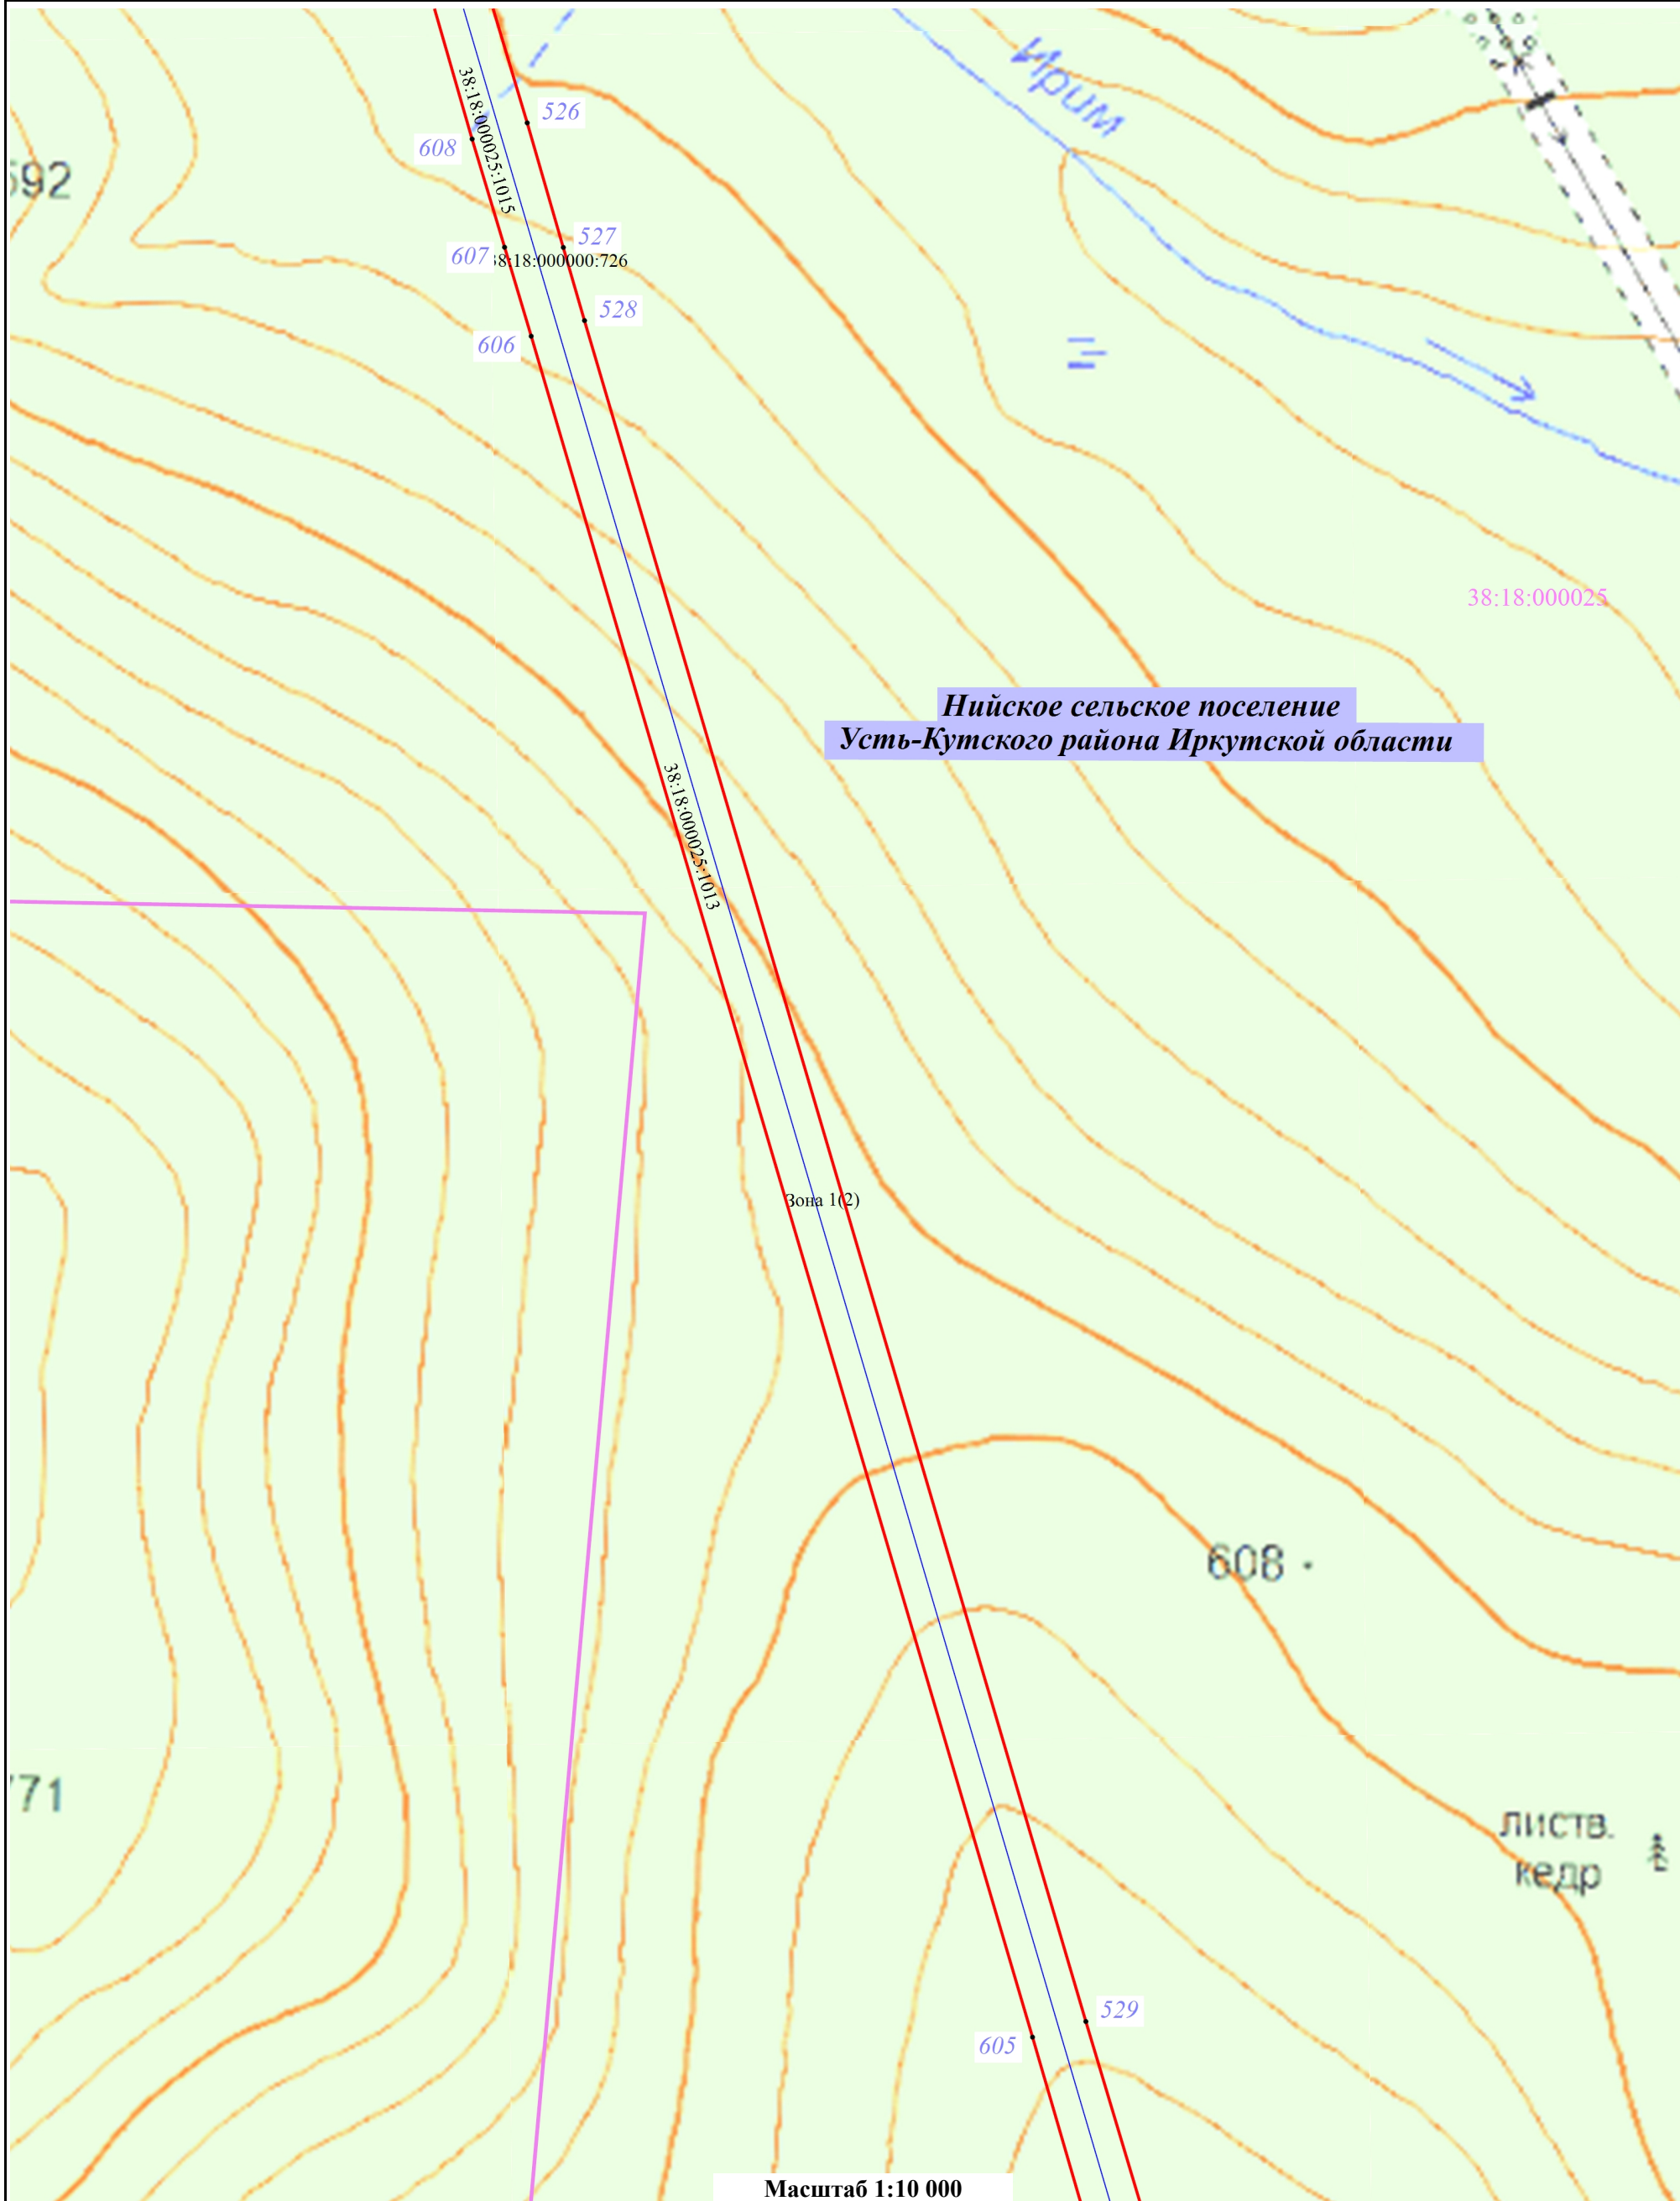 Ирим
526
38:18:000025:1015
608
592
527
607
38:18:000000:726
528
606
38:18:000025
Нийское сельское поселение
Усть-Кутского района Иркутской области
38:18:000025:1013
Зона 1(2)
608
771
листв.
кедр
529
605
Масштаб 1:10 000